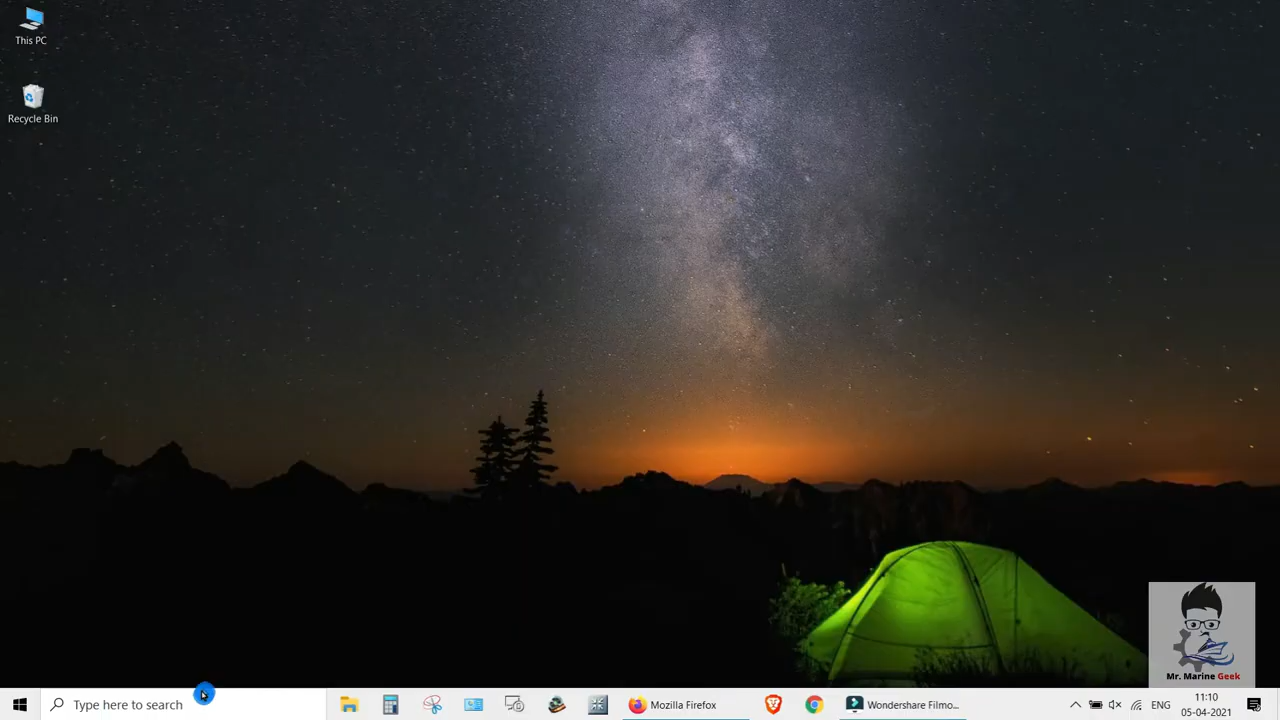 This PC
Recycle Bin
Mr. Marine Geek
Type here to search
Mozilla Firefox
Wondershare Filmo...
ENG
11:10
05-04-2021